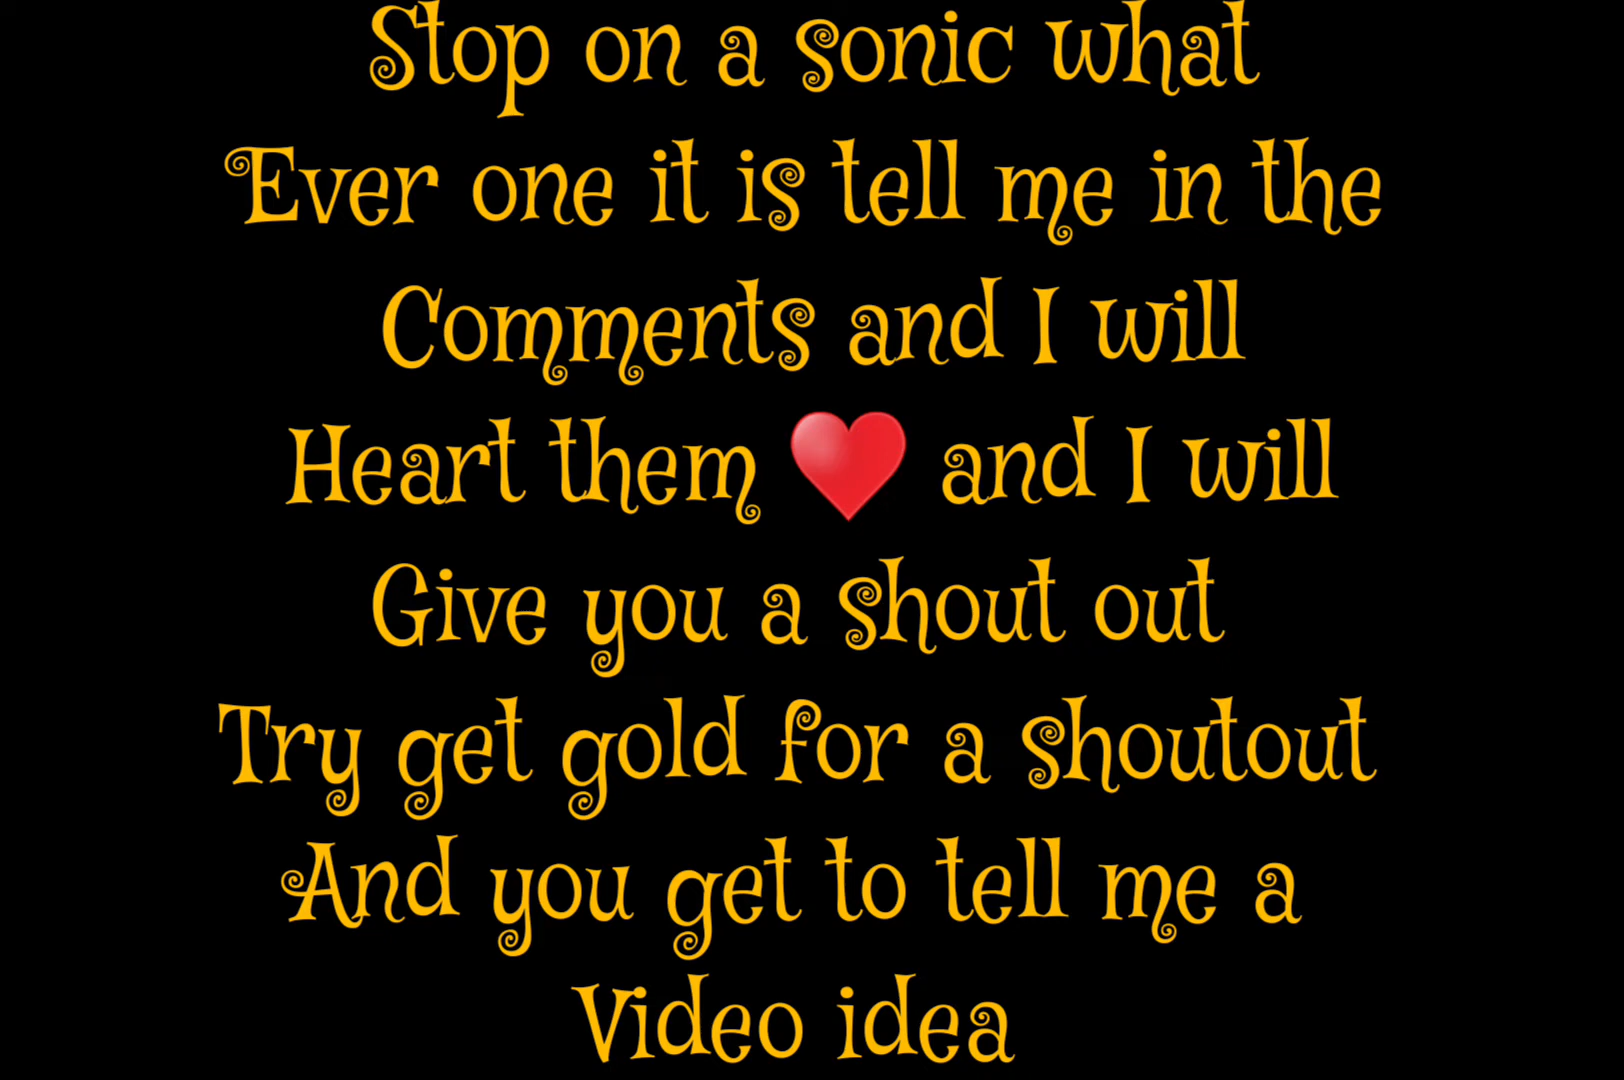 Stop on a sonic what
Ever one it is tell me in the
Comments and I will
Heart them ♥ and I will
Give you a shout out
Try get gold for a shoutout
And you get to tell me a
Video idea